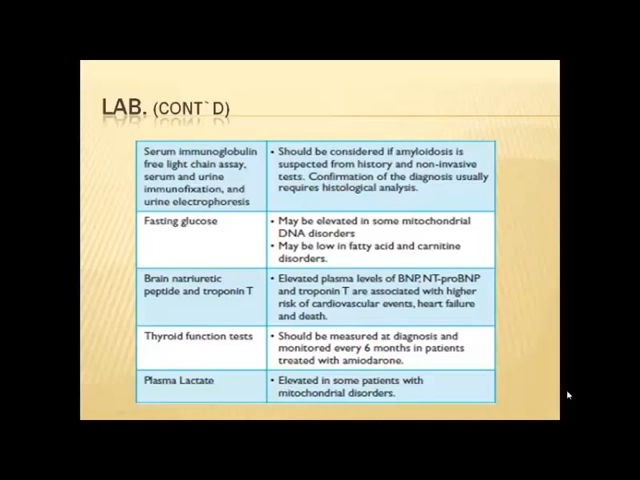 LAB. (CONT`D)
Serum immunoglobulin
free light chain assay,
serum and urine
immunofixation, and
urine electrophoresis
• Should be considered if amyloidosis is
suspected from history and non-invasive
tests. Confirmation of the diagnosis usually
requires histological analysis.
Fasting glucose
• May be elevated in some mitochondrial
DNA disorders
• May be low in fatty acid and carnitine
disorders.
Brain natriuretic
peptide and troponin T
• Elevated plasma levels of BNP, NT-proBNP
and troponin T are associated with higher
risk of cardiovascular events, heart failure
and death.
Thyroid function tests
• Should be measured at diagnosis and
monitored every 6 months in patients
treated with amiodarone.
Plasma Lactate
• Elevated in some patients with
mitochondrial disorders.